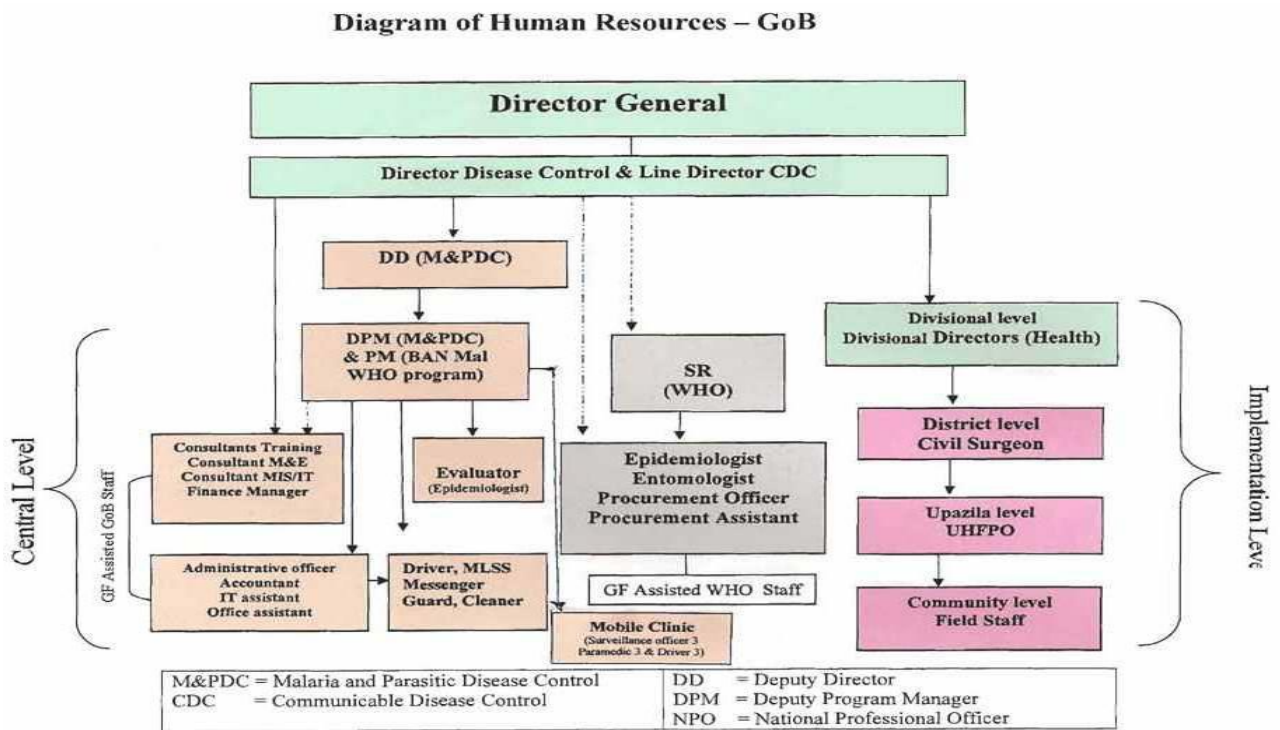 Diagram of Human Resources – GoB
Director General
Director Disease Control & Line Director CDC
DD (M&PDC)
DPM (M&PDC)
& PM (BAN Mal
WHO program)
SR
(WHO)
Divisional level
Divisional Directors (Health)
Central Level
GF Assisted GoB Staff
Consultants Training
Consultant M&E
Consultant MIS/IT
Finance Manager
Evaluator
(Epidemiologist)
Epidemiologist
Entomologist
Procurement Officer
Procurement Assistant
District level
Civil Surgeon
Upazila level
UHFPO
Implementation Leve
Administrative officer
Accountant
IT assistant
Office assistant
Driver, MLSS
Messenger
Guard, Cleaner
GF Assisted WHO Staff
Community level
Field Staff
Mobile Clinic
(Surveillance officer 3
Paramedic 3 & Driver 3)
M&PDC = Malaria and Parasitic Disease Control
CDC = Communicable Disease Control
DD = Deputy Director
DPM = Deputy Program Manager
NPO = National Professional Officer